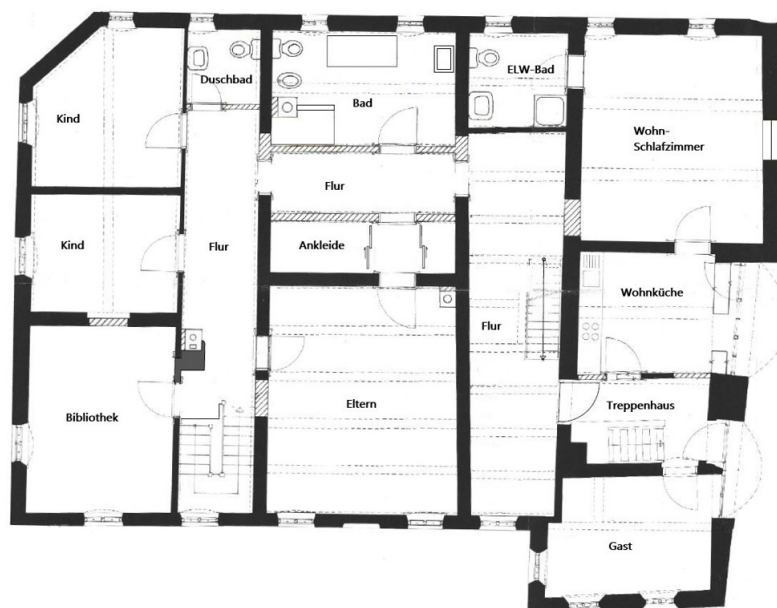 Duschbad
Bad
ELW-Bad
Kind
Wohn-
Schlafzimmer
Flur
Kind
Flur
Ankleide
Wohnküche
Flur
Eltern
Treppenhaus
Bibliothek
Gast